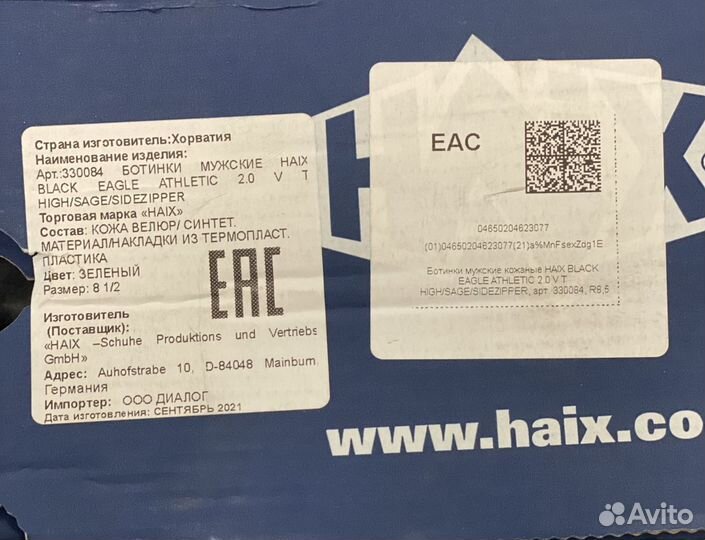 Страна изготовитель:Хорватия
Наименование изделия:
Арт.:330084 БОТИНКИ МУЖСКИЕ HAIX
BLACK EAGLE ATHLETIC 2.0 V T
HIGH/SAGE/SIDEZIPPER
Торговая марка «HAIX»
Состав: КОЖА ВЕЛЮР/ СИНТЕТ.
МАТЕРИАЛ\НАКЛАДКИ ИЗ ТЕРМОПЛАСТ.
ПЛАСТИКА
Цвет: ЗЕЛЕНЫЙ
Размер: 8 1/2
EAC
Изготовитель
(Поставщик):
«HAIX –Schuhe Produktions und Vertriebs
GmbH»
Адрес: Auhofstrabe 10, D-84048 Mainburn
Германия
Импортер: ООО ДИАЛОГ
Дата изготовления: СЕНТЯБРЬ 2021
EAC
04650204623077
(01)04650204623077(21)a%MnFsexZdg1E
Ботинки мужские кожаные HAIX BLACK
EAGLE ATHLETIC 2.0 V T
HIGH/SAGE/SIDEZIPPER, арт. 330084, R8,5
HAIX
www.haix.co
Avito